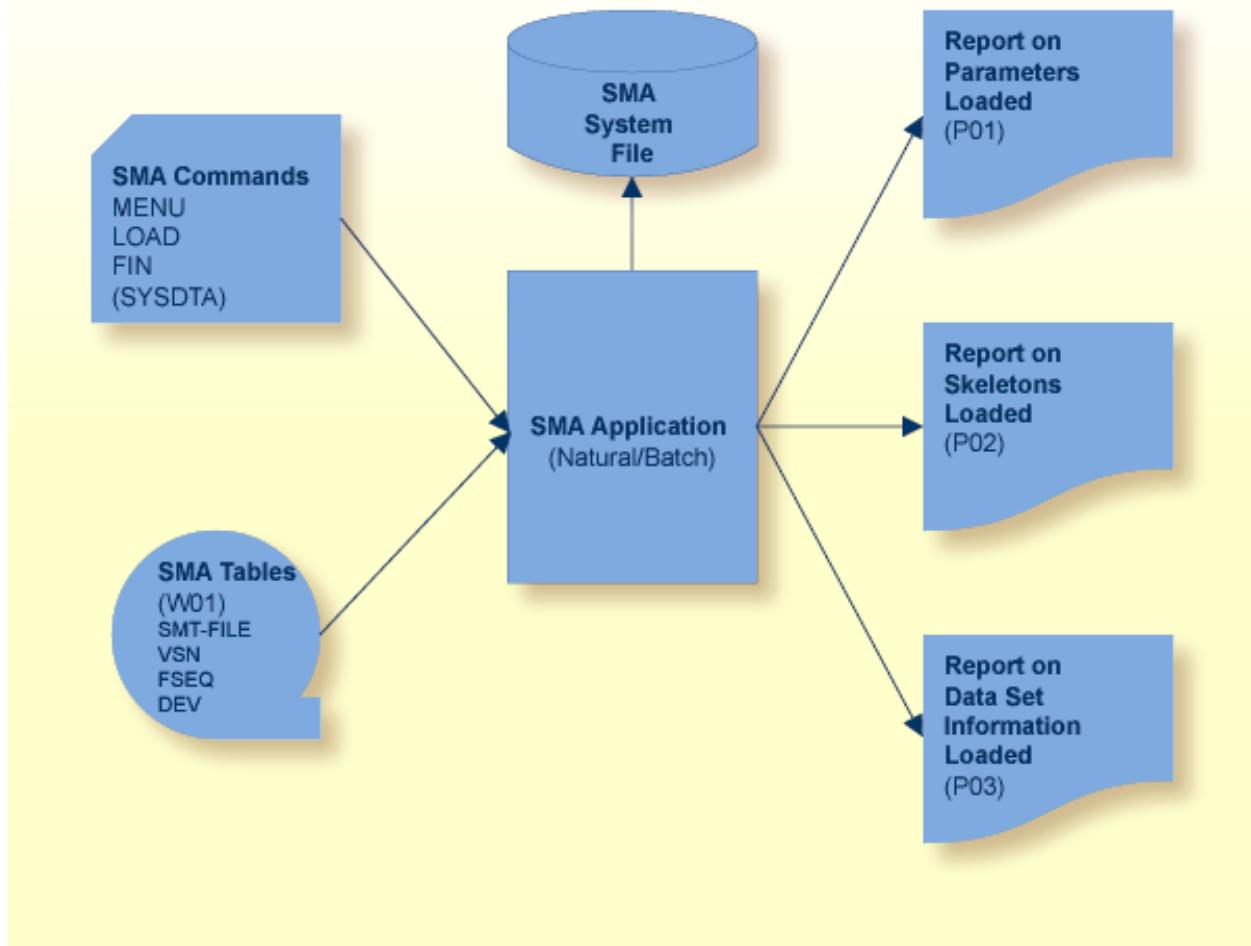 SMA Commands
MENU
LOAD
FIN
(SYSDTA)
SMA Tables
(W01)
SMT-FILE
VSN
FSEQ
DEV
SMA
System
File
SMA Application
(Natural/Batch)
Report on
Parameters
Loaded
(P01)
Report on
Skeletons
Loaded
(P02)
Report on
Data Set
Information
Loaded
(P03)